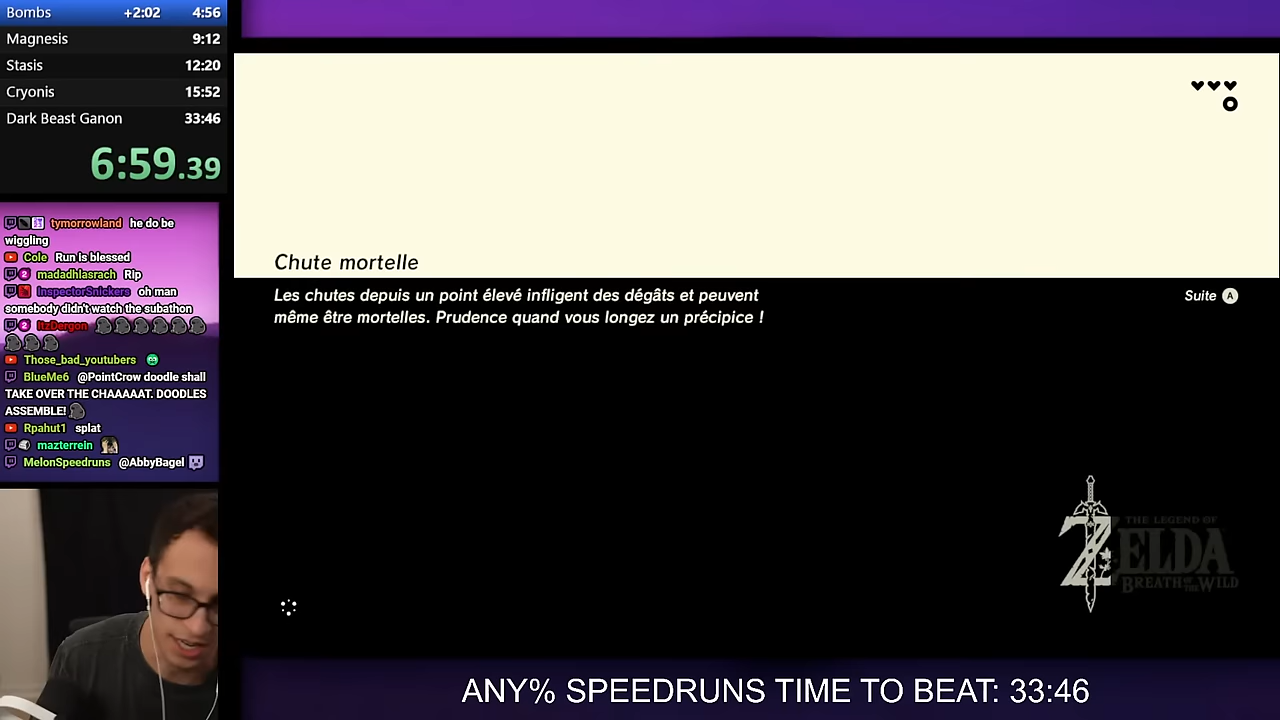 Bombs +2:02 4:56
Magnesis 9:12
Stasis 12:20
Cryonis 15:52
Dark Beast Ganon 33:46
6:59.39
tymorrowland he do be
wiggling
Cole Run is blessed
madadhlasrach Rip
InspectorSnickers oh man
somebody didn't watch the subathon
ItzDergon
Those_bad_youtubers
BlueMe6 @PointCrow doodle shall
TAKE OVER THE CHAAAAAT. DOODLES
ASSEMBLE!
Rpahut1 splat
mazterrein
MelonSpeedruns @AbbyBagel
Chute mortelle
Les chutes depuis un point élevé infligent des dégâts et peuvent
même être mortelles. Prudence quand vous longez un précipice !
Suite A
THE LEGEND OF
ZELDA
BREATH OF THE WILD
ANY% SPEEDRUNS TIME TO BEAT: 33:46